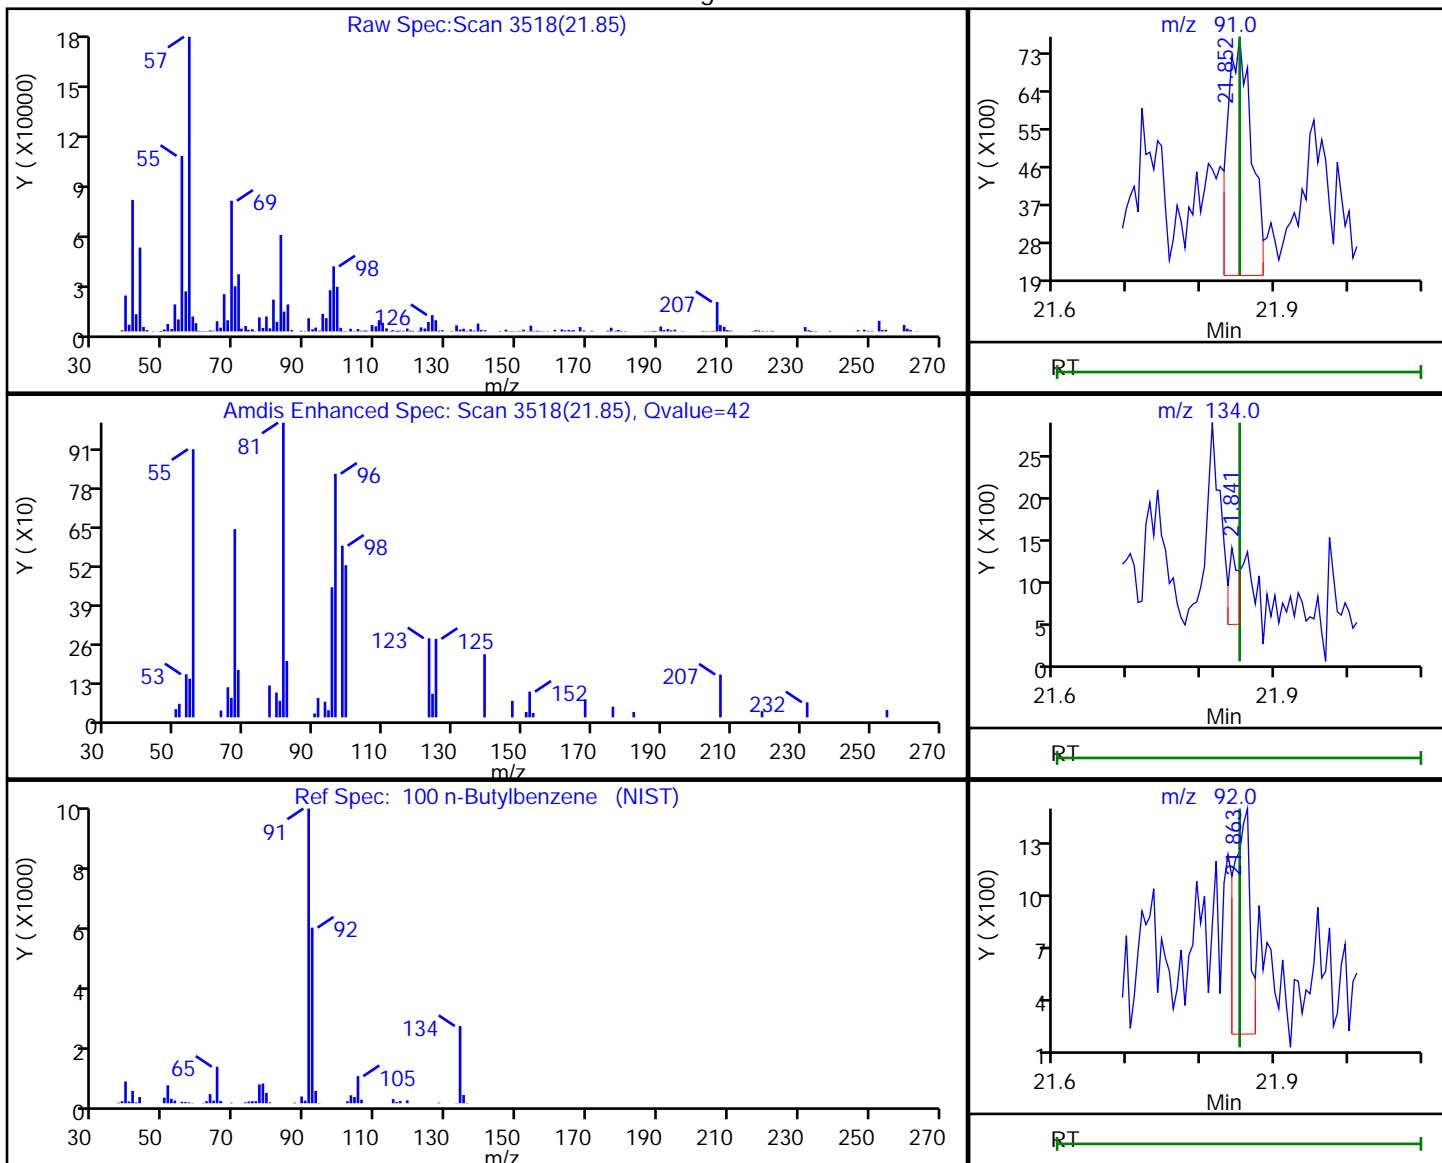 Raw Spec:Scan 3518(21.85)
Y ( X10000)
18
15
12
9
6
3
0
57
55
69
98
126
207
30 50 70 90 110 130 150 170 190 210 230 250 270
m/z
m/z 91.0
Y ( X100)
73
64
55
46
37
28
19
21.852
21.6 21.9
Min
RT
Amdis Enhanced Spec: Scan 3518(21.85), Qvalue=42
Y ( X10)
91
78
65
52
39
26
13
0
81
55
96
98
123
125
53
152
207
232
30 50 70 90 110 130 150 170 190 210 230 250 270
m/z
m/z 134.0
Y ( X100)
25
20
15
10
5
0
21.841
21.6 21.9
Min
RT
Ref Spec: 100 n-Butylbenzene (NIST)
Y ( X1000)
10
8
6
4
2
0
91
92
134
65
105
30 50 70 90 110 130 150 170 190 210 230 250 270
m/z
m/z 92.0
Y ( X100)
13
10
7
4
1
21.863
21.6 21.9
Min
RT